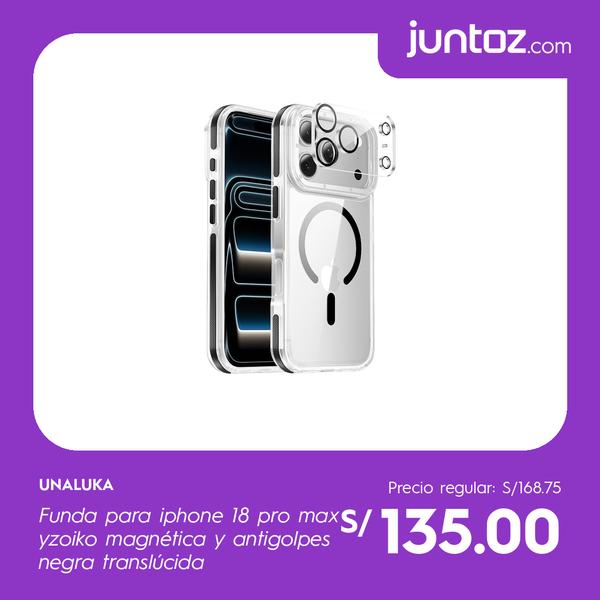 juntoz.com
UNALUKA
Precio regular: S/168.75
Funda para iphone 18 pro max
yzoiko magnética y antigolpes
negra translúcida
S/ 135.00